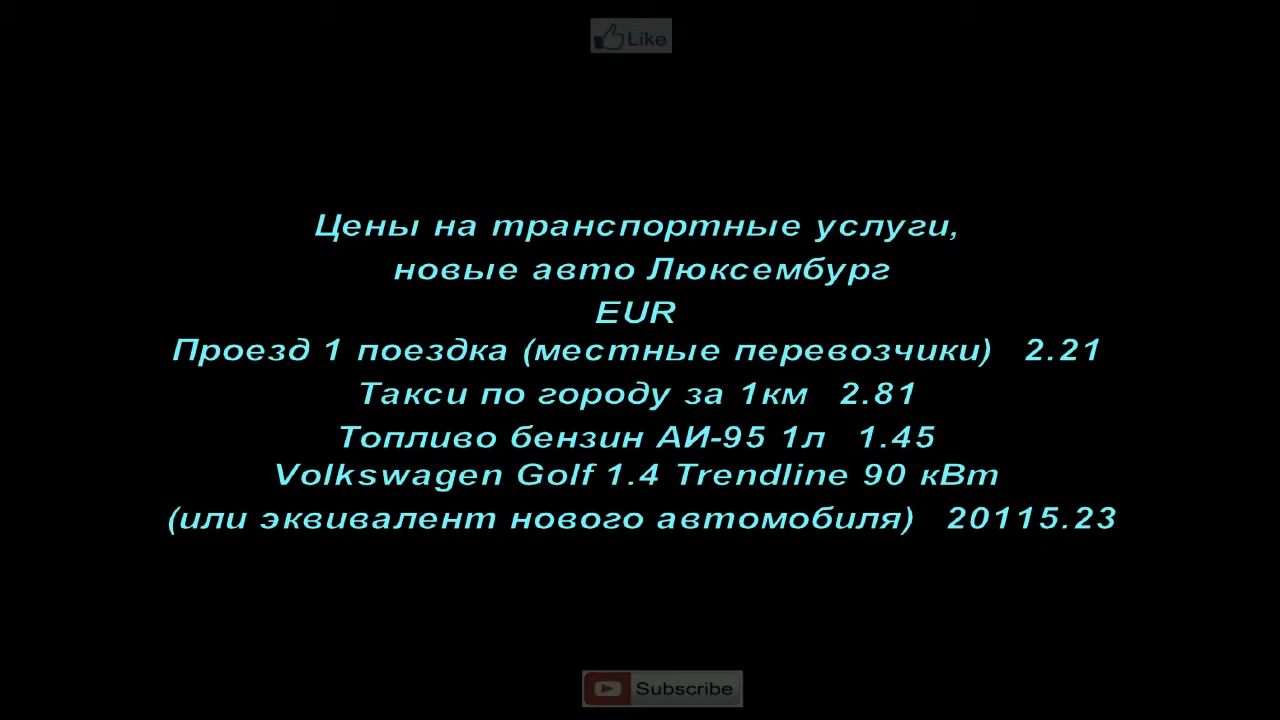 Like
Цены на транспортные услуги,
новые авто Люксембург
EUR
Проезд 1 поездка (местные перевозчики) 2.21
Такси по городу за 1км 2.81
Топливо бензин АИ-95 1л 1.45
Volkswagen Golf 1.4 Trendline 90 кВт
(или эквивалент нового автомобиля) 20115.23
Subscribe